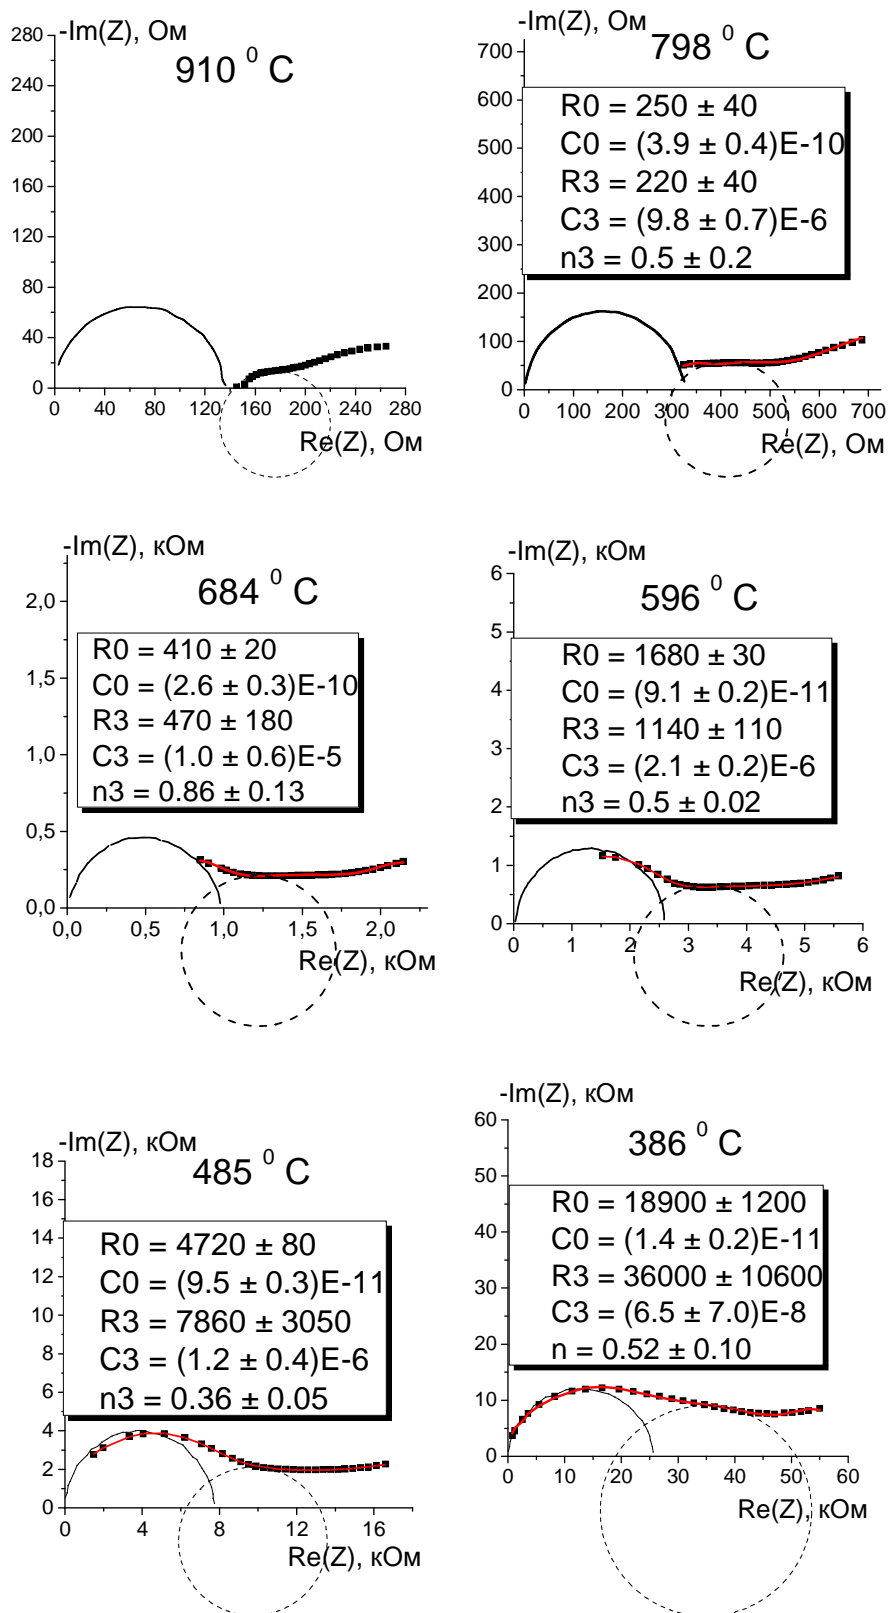 -Im(Z), Ом
910 ⁰ C
280
240
200
160
120
80
40
0
0 40 80 120 160 200 240 280
Re(Z), Ом
-Im(Z), Ом
798 ⁰ C
700
600
500
400
300
200
100
0
R0 = 250 ± 40
C0 = (3.9 ± 0.4)E-10
R3 = 220 ± 40
C3 = (9.8 ± 0.7)E-6
n3 = 0.5 ± 0.2
0 100 200 300 400 500 600 700
Re(Z), Ом
-Im(Z), кОм
684 ⁰ C
2,0
1,5
1,0
0,5
0,0
R0 = 410 ± 20
C0 = (2.6 ± 0.3)E-10
R3 = 470 ± 180
C3 = (1.0 ± 0.6)E-5
n3 = 0.86 ± 0.13
0,0 0,5 1,0 1,5 2,0
Re(Z), кОм
-Im(Z), кОм
596 ⁰ C
6
5
4
3
2
1
0
R0 = 1680 ± 30
C0 = (9.1 ± 0.2)E-11
R3 = 1140 ± 110
C3 = (2.1 ± 0.2)E-6
n3 = 0.5 ± 0.02
0 1 2 3 4 5 6
Re(Z), кОм
-Im(Z), кОм
485 ⁰ C
18
16
14
12
10
8
6
4
2
0
R0 = 4720 ± 80
C0 = (9.5 ± 0.3)E-11
R3 = 7860 ± 3050
C3 = (1.2 ± 0.4)E-6
n3 = 0.36 ± 0.05
0 4 8 12 16
Re(Z), кОм
-Im(Z), кОм
386 ⁰ C
60
50
40
30
20
10
0
R0 = 18900 ± 1200
C0 = (1.4 ± 0.2)E-11
R3 = 36000 ± 10600
C3 = (6.5 ± 7.0)E-8
n = 0.52 ± 0.10
0 10 20 30 40 50 60
Re(Z), кОм